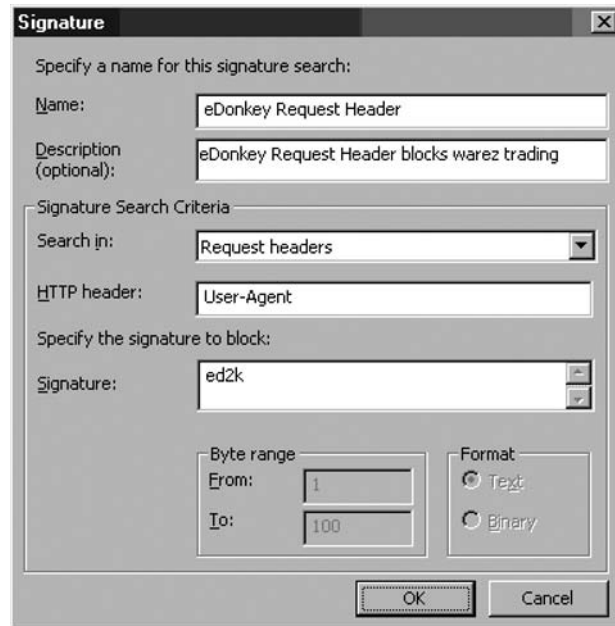 Signature
Specify a name for this signature search:
Name:
eDonkey Request Header
Description
(optional):
eDonkey Request Header blocks warez trading
Signature Search Criteria
Search in:
Request headers
HTTP header:
User-Agent
Specify the signature to block:
Signature:
ed2k
Byte range
From:
1
To:
100
Format
Text
Binary
OK
Cancel